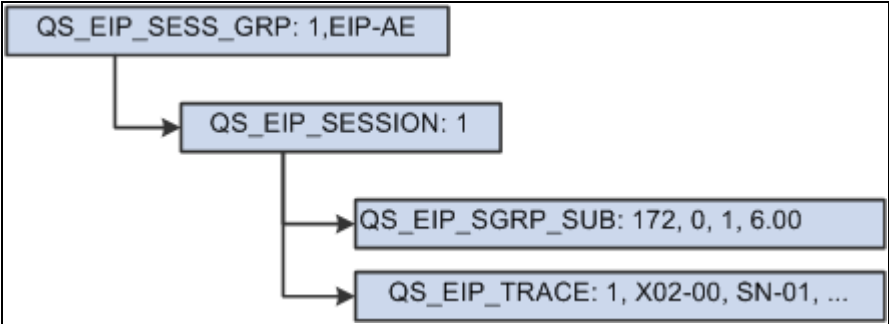 QS_EIP_SESS_GRP: 1,EIP-AE
QS_EIP_SESSION: 1
QS_EIP_SGRP_SUB: 172, 0, 1, 6.00
QS_EIP_TRACE: 1, X02-00, SN-01, ...